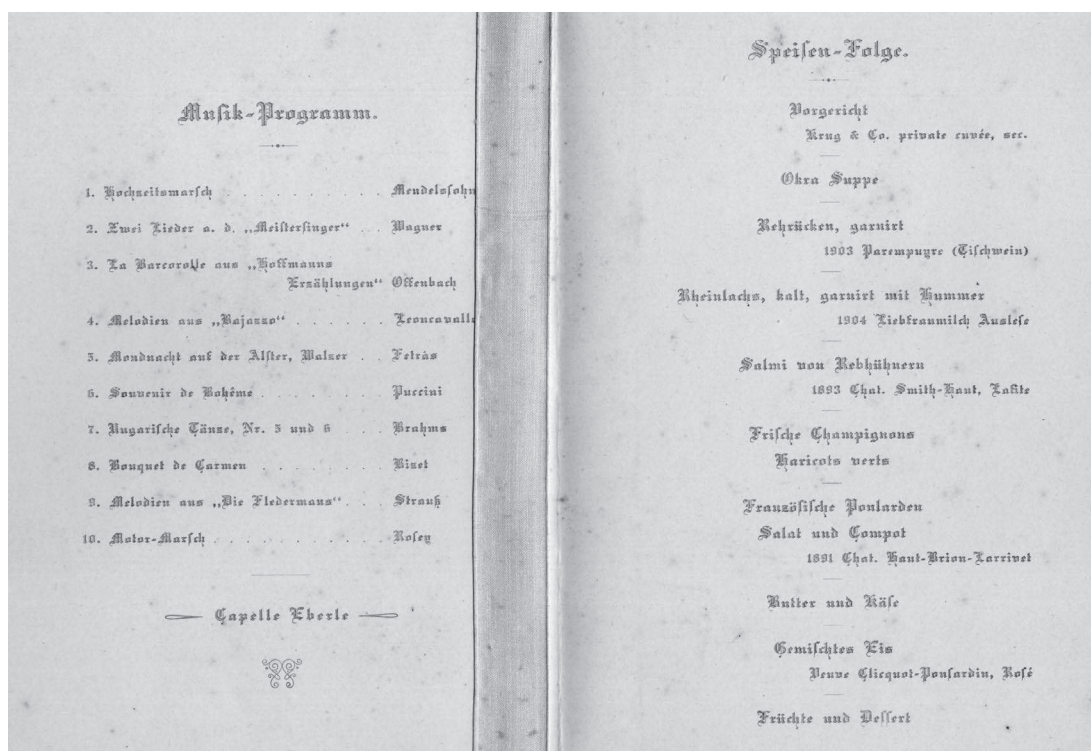 Musik-Programm.
1. Hochzeitsmarsch . . . . . . . . . . . Mendelssohn
2. Zwei Lieder a. d. „Meistersinger“ . . Wagner
3. La Barcorolle aus „Hoffmanns
Erzählungen“ Offenbach
4. Melodien aus „Bajazzo“ . . . . . . Leoncavall
5. Mondnacht auf der Alster, Walzer . . Fetrás
6. Souvenir de Bohême . . . . . . . . Puccini
7. Ungarische Tänze, Nr. 5 und 6 . . . Brahms
8. Bouquet de Carmen . . . . . . . . Bizet
9. Melodien aus „Die Fledermaus“ . . . Strauß
10. Motor-Marsch . . . . . . . . . . . Rosey
Capelle Eberle
Speisen-Folge.
Vorgericht
Krug & Co. private cuvée, sec.
Okra Suppe
Rehrücken, garnirt
1903 Parempuyre (Tischwein)
Rheinlachs, kalt, garnirt mit Hummer
1904 Liebfraumilch Auslese
Salmi von Rebhühnern
1893 Chat. Smith-Haut, Lafite
Frische Champignons
Haricots verts
Französische Poularden
Salat und Compot
1891 Chat. Haut-Brion-Larrivet
Butter und Käse
Gemischtes Eis
Veuve Clicquot-Ponsardin, Rosé
Früchte und Dessert